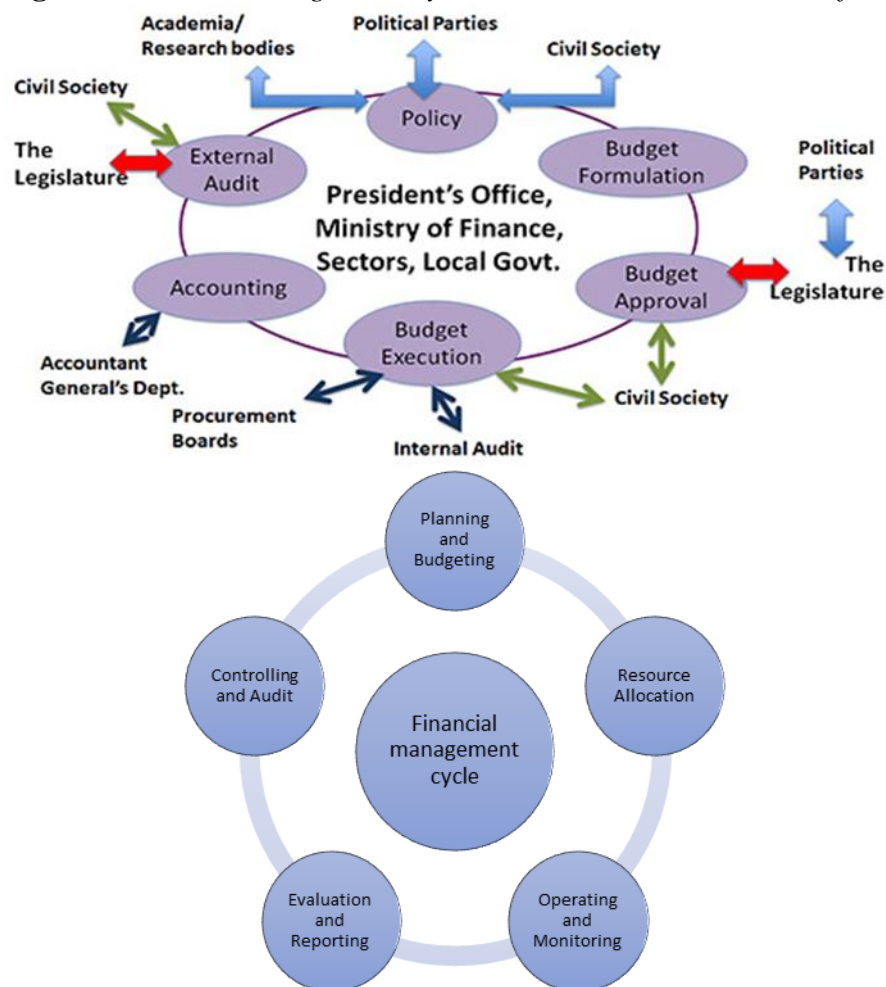 Academia/
Research bodies
Political Parties
Civil Society
Civil Society
Policy
The
Legislature
External
Audit
Budget
Formulation
Political
Parties
President's Office,
Ministry of Finance,
Sectors, Local Govt.
Accounting
Budget
Approval
The
Legislature
Budget
Execution
Accountant
General's Dept.
Procurement
Boards
Internal Audit
Civil Society
Planning
and
Budgeting
Controlling
and Audit
Resource
Allocation
Financial
management
cycle
Evaluation
and
Reporting
Operating
and
Monitoring